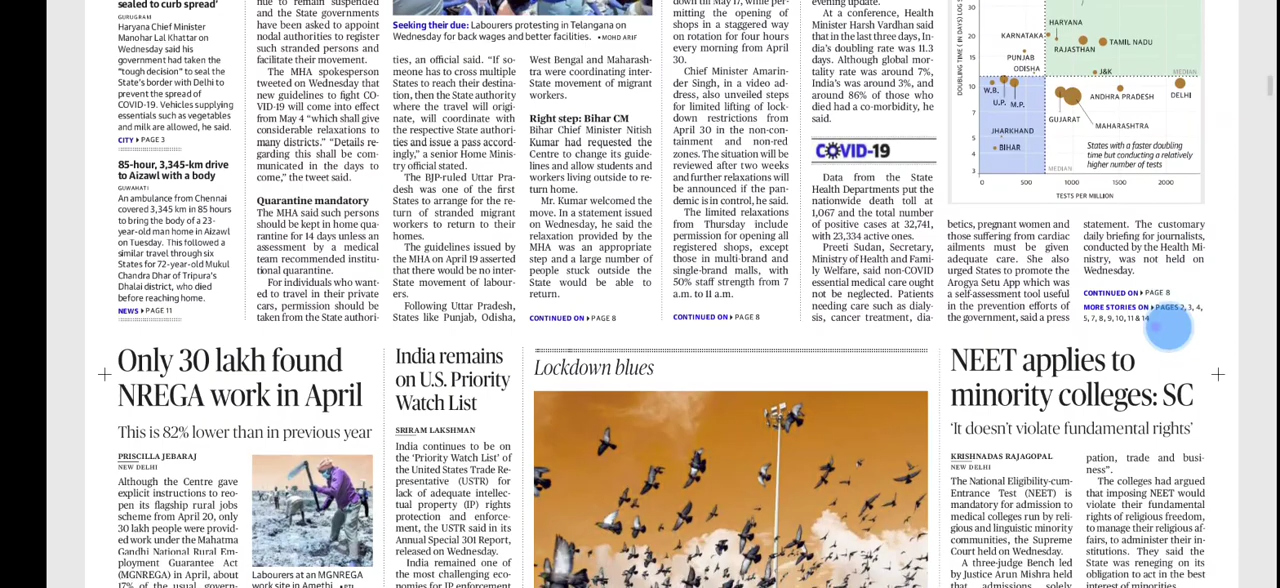 sealed to curb spread'
GURUGRAM
Haryana Chief Minister
Manohar Lal Khattar on
Wednesday said his
government had taken the
"tough decision" to seal the
State's border with Delhi to
prevent the spread of
COVID-19. Vehicles supplying
essentials such as vegetables
and milk are allowed, he said.
CITY ▸ PAGE 3
85-hour, 3,345-km drive
to Aizawl with a body
GUWAHATI
An ambulance from Chennai
covered 3,345 km in 85 hours
to bring the body of a 23-
year-old man home in Aizawl
on Tuesday. This followed a
similar travel through six
States for 72-year-old Mukul
Chandra Dhar of Tripura's
Dhalai district, who died
before reaching home.
NEWS ▸ PAGE 11
nue to remain suspended
and the State governments
have been asked to appoint
nodal authorities to register
such stranded persons and
facilitate their movement.
The MHA spokesperson
tweeted on Wednesday that
new guidelines to fight CO-
VID-19 will come into effect
from May 4 "which shall give
considerable relaxations to
many districts." "Details re-
garding this shall be com-
municated in the days to
come," the tweet said.
Quarantine mandatory
The MHA said such persons
should be kept in home qua-
rantine for 14 days unless an
assessment by a medical
team recommended institu-
tional quarantine.
For individuals who want-
ed to travel in their private
cars, permission should be
taken from the State authori-
Seeking their due: Labourers protesting in Telangana on
Wednesday for back wages and better facilities. • MOHD ARIF
ties, an official said. "If so-
meone has to cross multiple
States to reach their destina-
tion, then the State authority
where the travel will origi-
nate, will coordinate with
the respective State authori-
ties and issue a pass accord-
ingly," a senior Home Minis-
try official stated.
The BJP-ruled Uttar Pra-
desh was one of the first
States to arrange for the re-
turn of stranded migrant
workers to return to their
homes.
The guidelines issued by
the MHA on April 19 asserted
that there would be no inter-
State movement of labour-
ers.
Following Uttar Pradesh,
States like Punjab, Odisha,
West Bengal and Maharash-
tra were coordinating inter-
State movement of migrant
workers.
Right step: Bihar CM
Bihar Chief Minister Nitish
Kumar had requested the
Centre to change its guide-
lines and allow students and
workers living outside to re-
turn home.
Mr. Kumar welcomed the
move. In a statement issued
on Wednesday, he said the
relaxation provided by the
MHA was an appropriate
step and a large number of
people stuck outside the
State would be able to
return.
CONTINUED ON ▸ PAGE 8
down till May 17, while per-
mitting the opening of
shops in a staggered way
on rotation for four hours
every morning from April
30.
Chief Minister Amarin-
der Singh, in a video ad-
dress, also unveiled steps
for limited lifting of lock-
down restrictions from
April 30 in the non-con-
tainment and non-red
zones. The situation will be
reviewed after two weeks
and further relaxations will
be announced if the pan-
demic is in control, he said.
The limited relaxations
from Thursday include
permission for opening all
registered shops, except
those in multi-brand and
single-brand malls, with
50% staff strength from 7
a.m. to 11 a.m.
CONTINUED ON ▸ PAGE 8
evening update.
At a conference, Health
Minister Harsh Vardhan said
that in the last three days, In-
dia's doubling rate was 11.3
days. Although global mor-
tality rate was around 7%,
India's was around 3%, and
around 86% of those who
died had a co-morbidity, he
said.
COVID-19
Data from the State
Health Departments put the
nationwide death toll at
1,067 and the total number
of positive cases at 32,741,
with 23,334 active ones.
Preeti Sudan, Secretary,
Ministry of Health and Fami-
ly Welfare, said non-COVID
essential medical care ought
not be neglected. Patients
needing care such as dialy-
sis, cancer treatment, dia-
DOUBLING TIME (IN DAYS) LOG
30
20
15
10
7
5
4
3
HARYANA
KARNATAKA
RAJASTHAN
TAMIL NADU
PUNJAB
ODISHA
J&K
MEDIAN
W.B.
U.P.
M.P.
ANDHRA PRADESH
DELHI
GUJARAT
MAHARASHTRA
JHARKHAND
BIHAR
States with a faster doubling
time but conducting a relatively
higher number of tests
MEDIAN
0 500 1000 1500 2000
TESTS PER MILLION
betics, pregnant women and
those suffering from cardiac
ailments must be given
adequate care. She also
urged States to promote the
Arogya Setu App which was
a self-assessment tool useful
in the prevention efforts of
the government, said a press
statement. The customary
daily briefing for journalists,
conducted by the Health Mi-
nistry, was not held on
Wednesday.
CONTINUED ON ▸ PAGE 8
MORE STORIES ON ▸ PAGES 2, 3, 4,
5, 7, 8, 9, 10, 11 & 14
Only 30 lakh found
NREGA work in April
This is 82% lower than in previous year
PRISCILLA JEBARAJ
NEW DELHI
Although the Centre gave
explicit instructions to reo-
pen its flagship rural jobs
scheme from April 20, only
30 lakh people were provid-
ed work under the Mahatma
Gandhi National Rural Em-
ployment Guarantee Act
(MGNREGA) in April, about
17% of the usual govern-
Labourers at an MGNREGA
work site in Amethi. • PTI
India remains
on U.S. Priority
Watch List
SRIRAM LAKSHMAN
India continues to be on
the 'Priority Watch List' of
the United States Trade Re-
presentative (USTR) for
lack of adequate intellec-
tual property (IP) rights
protection and enforce-
ment, the USTR said in its
Annual Special 301 Report,
released on Wednesday.
India remained one of
the most challenging eco-
nomies for IP enforcement
Lockdown blues
NEET applies to
minority colleges: SC
'It doesn't violate fundamental rights'
KRISHNADAS RAJAGOPAL
NEW DELHI
The National Eligibility-cum-
Entrance Test (NEET) is
mandatory for admission to
medical colleges run by reli-
gious and linguistic minority
communities, the Supreme
Court held on Wednesday.
A three-judge Bench led
by Justice Arun Mishra held
that admissions solely
pation, trade and busi-
ness".
The colleges had argued
that imposing NEET would
violate their fundamental
rights of religious freedom,
to manage their religious af-
fairs, to administer their in-
stitutions. They said the
State was reneging on its
obligation to act in the best
interest of minorities.